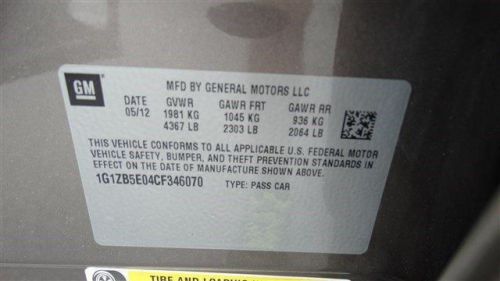 GM
MFD BY GENERAL MOTORS LLC
DATE GVWR GAWR FRT GAWR RR
05/12 1981 KG 1045 KG 936 KG
4367 LB 2303 LB 2064 LB
THIS VEHICLE CONFORMS TO ALL APPLICABLE U.S. FEDERAL MOTOR
VEHICLE SAFETY, BUMPER, AND THEFT PREVENTION STANDARDS IN
EFFECT ON THE DATE OF MANUFACTURE SHOWN ABOVE.
1G1ZB5E04CF346070 TYPE: PASS CAR
TIRE AND LOADING